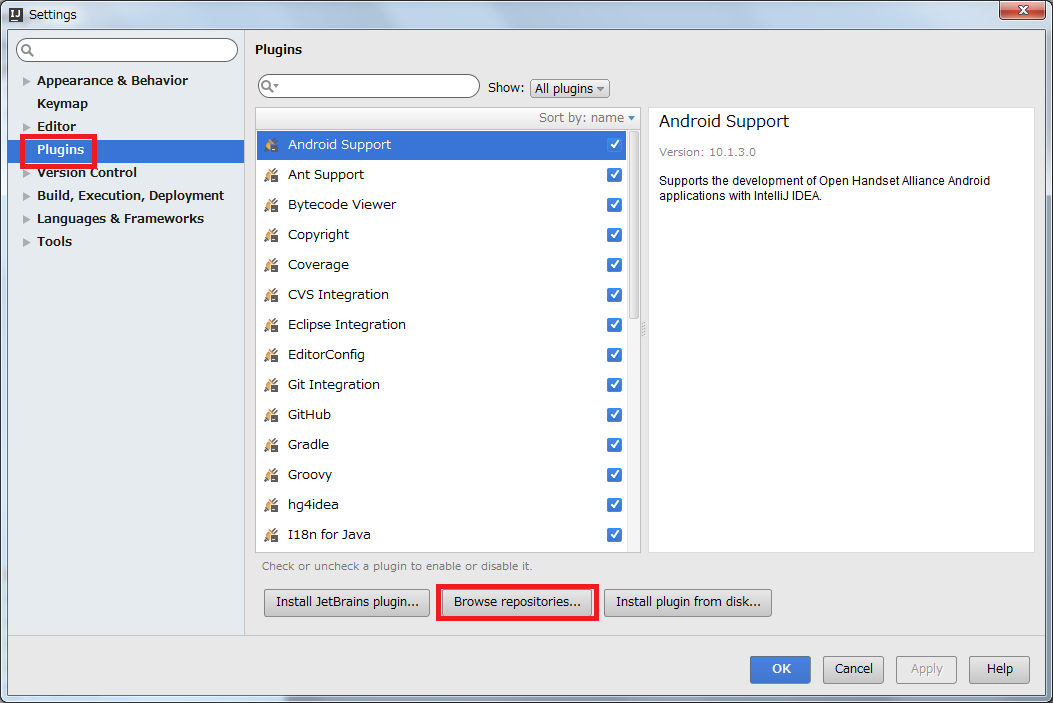 Settings
Appearance & Behavior
Keymap
Editor
Plugins
Version Control
Build, Execution, Deployment
Languages & Frameworks
Tools
Plugins
Show: All plugins
Sort by: name
Android Support
Ant Support
Bytecode Viewer
Copyright
Coverage
CVS Integration
Eclipse Integration
EditorConfig
Git Integration
GitHub
Gradle
Groovy
hg4idea
I18n for Java
Android Support
Version: 10.1.3.0
Supports the development of Open Handset Alliance Android
applications with IntelliJ IDEA.
Check or uncheck a plugin to enable or disable it.
Install JetBrains plugin... Browse repositories... Install plugin from disk...
OK Cancel Apply Help